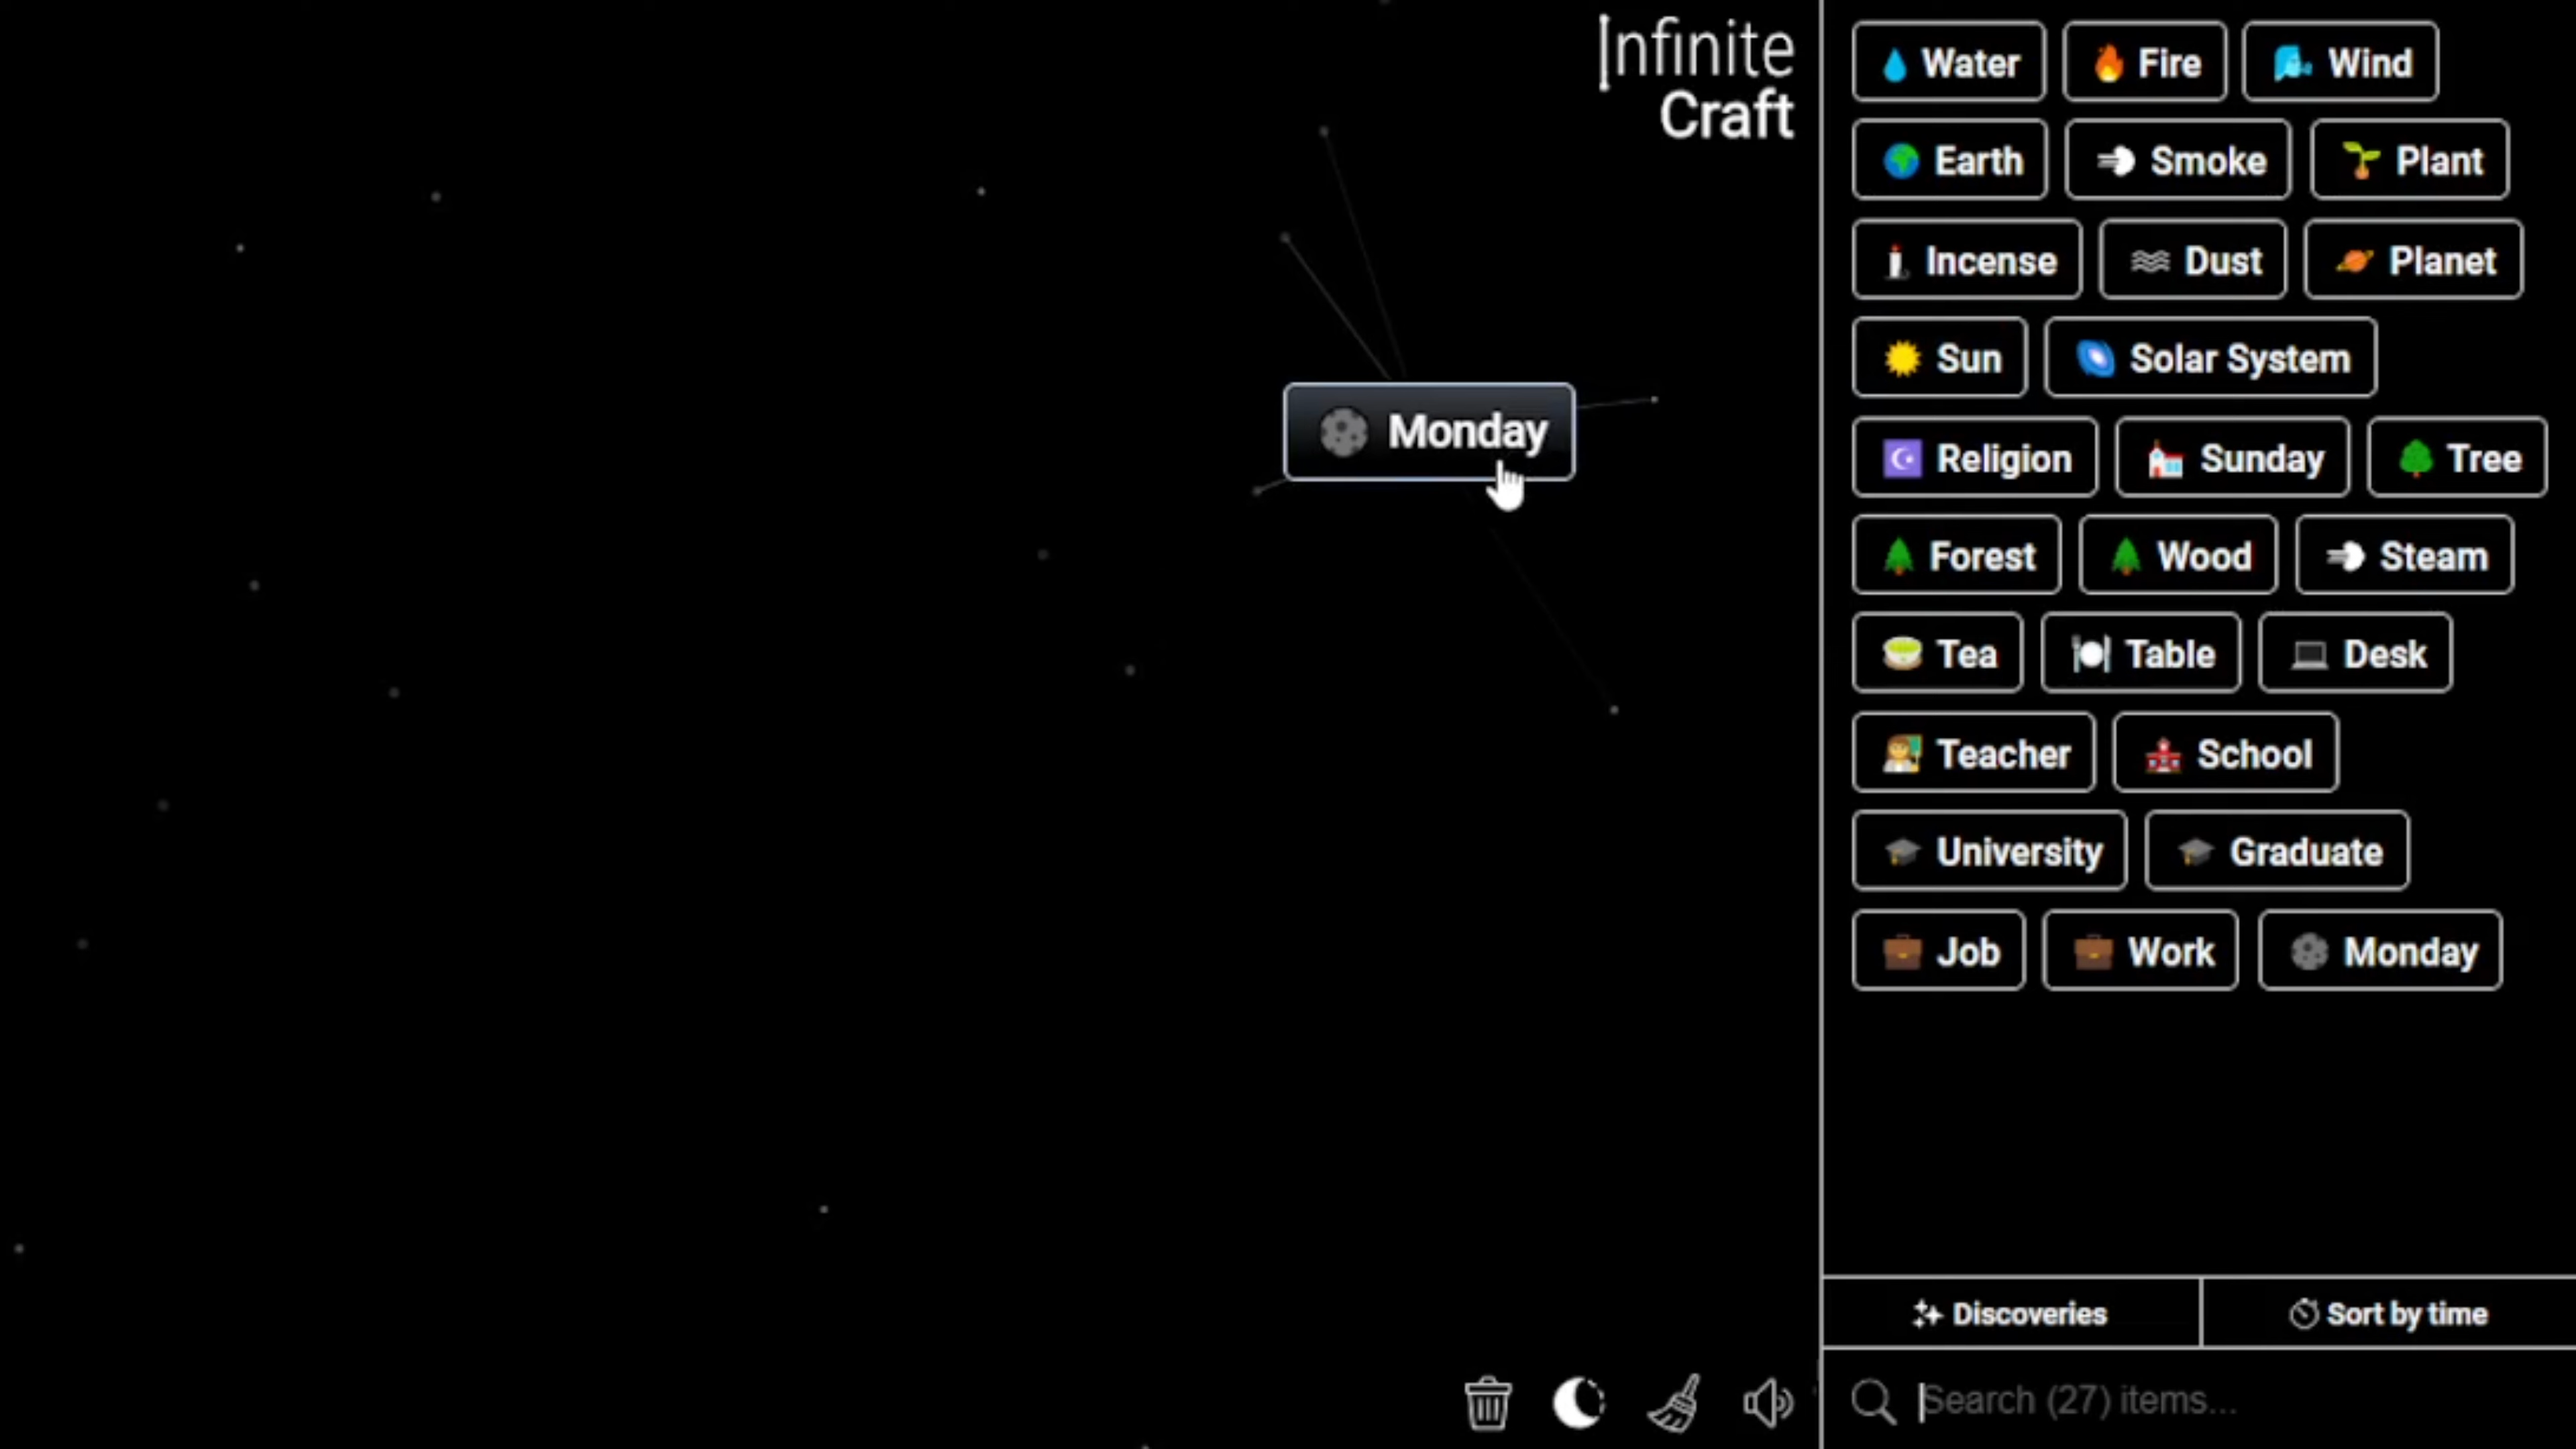 Infinite
Craft
Monday
Water Fire Wind
Earth Smoke Plant
Incense Dust Planet
Sun Solar System
Religion Sunday Tree
Forest Wood Steam
Tea Table Desk
Teacher School
University Graduate
Job Work Monday
Discoveries Sort by time
Search (27) items...